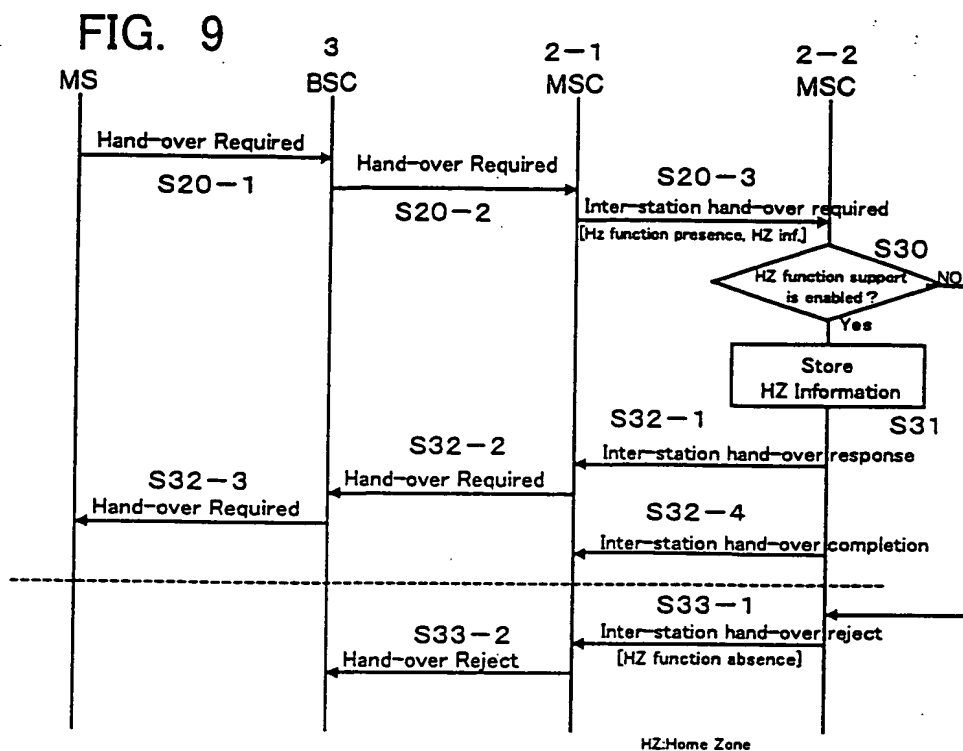 FIG. 9
MS
3
BSC
2-1
MSC
2-2
MSC
Hand-over Required
S20-1
Hand-over Required
S20-2
S20-3
Inter-station hand-over required
[Hz function presence, HZ inf.]
S30
HZ function support
is enabled?
NO
Yes
Store
HZ Information
S31
S32-1
Inter-station hand-over response
S32-2
Hand-over Required
S32-3
Hand-over Required
S32-4
Inter-station hand-over completion
S33-1
Inter-station hand-over reject
[HZ function absence]
S33-2
Hand-over Reject
HZ:Home Zone